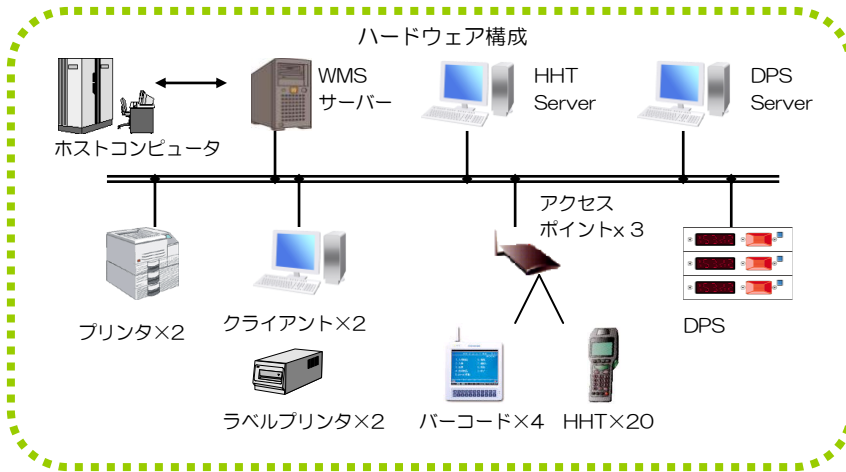 ハードウェア構成
WMS
サーバー
HHT
Server
DPS
Server
ホストコンピュータ
アクセス
ポイントx 3
プリンタ×2
クライアント×2
DPS
ラベルプリンタ×2
バーコード×4
HHT×20